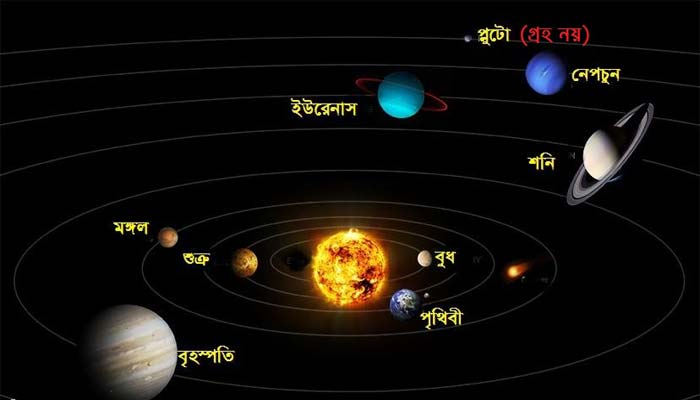 প্লুটো (গ্রহ নয়)
নেপচুন
ইউরেনাস
শনি
মঙ্গল
শুক্র
বুধ
পৃথিবী
বৃহস্পতি